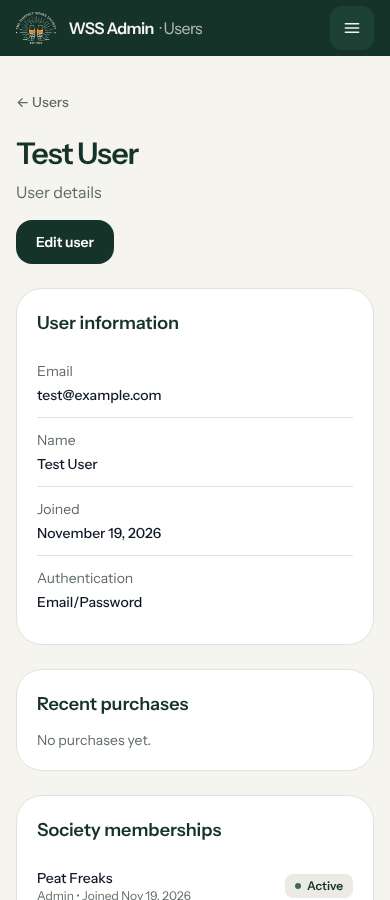 WSS Admin · Users
← Users
Test User
User details
Edit user
User information
Email
test@example.com
Name
Test User
Joined
November 19, 2026
Authentication
Email/Password
Recent purchases
No purchases yet.
Society memberships
Peat Freaks
Active
Admin • Joined Nov 19, 2026